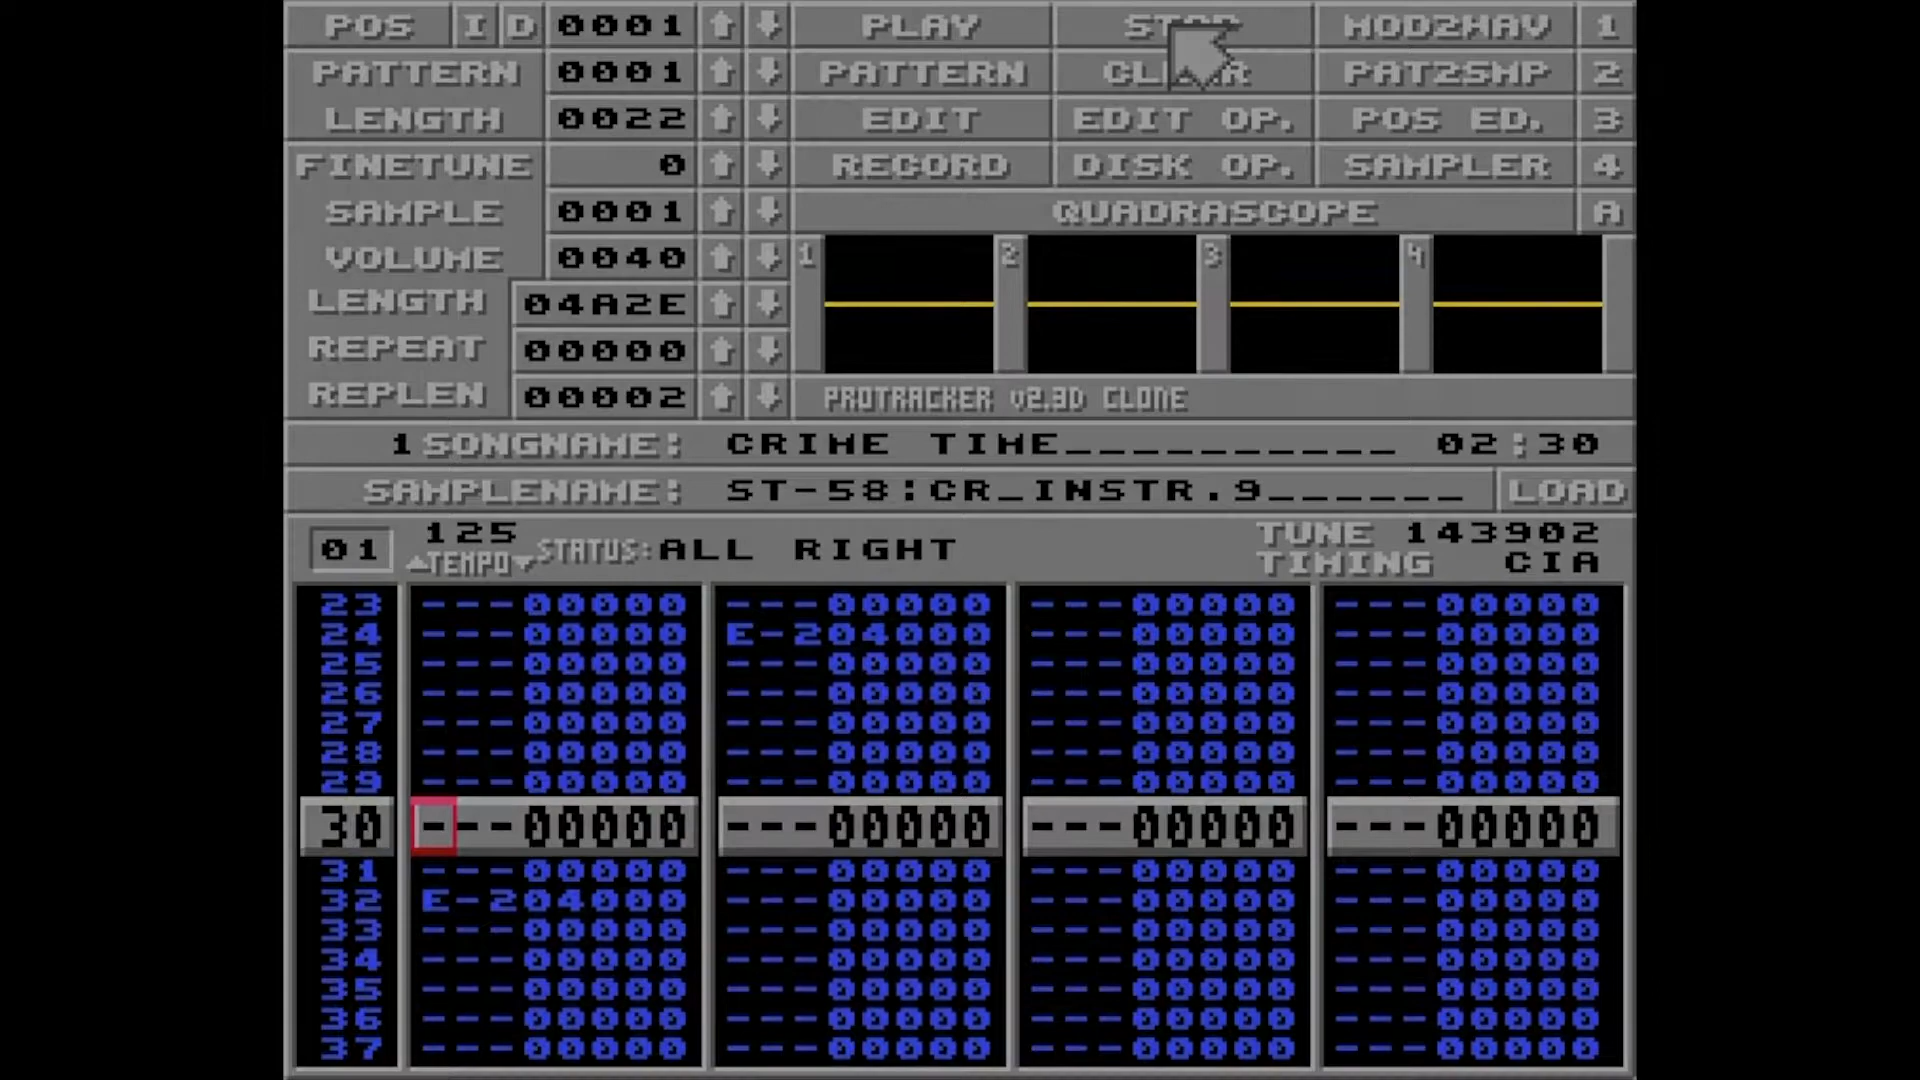 POS I D 0001 PLAY STOP MOD2WAV 1
PATTERN 0001 PATTERN CLEAR PAT2SMP 2
LENGTH 0022 EDIT EDIT OP. POS ED. 3
FINETUNE 0 RECORD DISK OP. SAMPLER 4
SAMPLE 0001 QUADRASCOPE A
VOLUME 0040 1 2 3 4
LENGTH 04A2E
REPEAT 00000
REPLEN 00002 PROTRACKER v2.3D CLONE
1 SONGNAME: CRIME TIME__________ 02:30
SAMPLENAME: ST-58:CR_INSTR.9______ LOAD
01 125 TEMPO STATUS: ALL RIGHT TUNE 143902
TIMING CIA
23 ---00000 ---00000 ---00000 ---00000
24 ---00000 E-204000 ---00000 ---00000
25 ---00000 ---00000 ---00000 ---00000
26 ---00000 ---00000 ---00000 ---00000
27 ---00000 ---00000 ---00000 ---00000
28 ---00000 ---00000 ---00000 ---00000
29 ---00000 ---00000 ---00000 ---00000
30 ---00000 ---00000 ---00000 ---00000
31 ---00000 ---00000 ---00000 ---00000
32 E-204000 ---00000 ---00000 ---00000
33 ---00000 ---00000 ---00000 ---00000
34 ---00000 ---00000 ---00000 ---00000
35 ---00000 ---00000 ---00000 ---00000
36 ---00000 ---00000 ---00000 ---00000
37 ---00000 ---00000 ---00000 ---00000